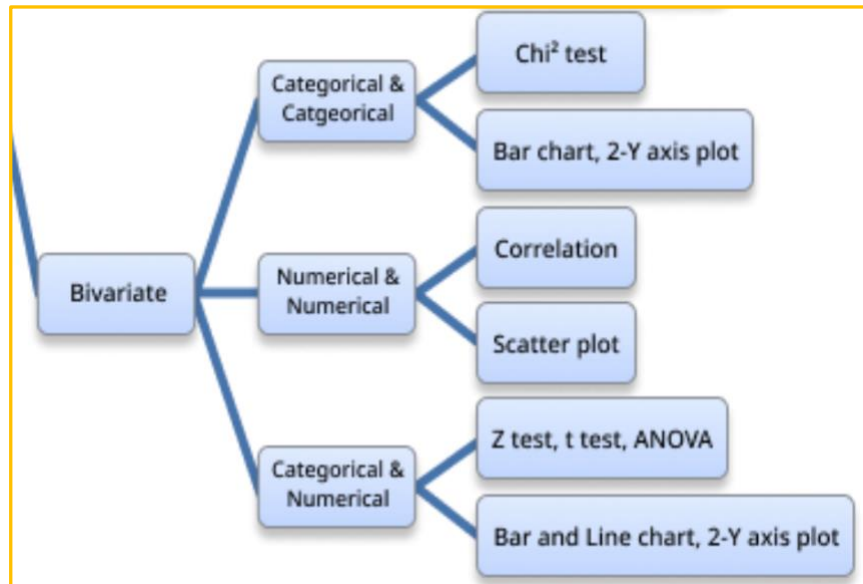 Chi² test
Categorical &
Catgeorical
Bar chart, 2-Y axis plot
Correlation
Bivariate
Numerical &
Numerical
Scatter plot
Z test, t test, ANOVA
Categorical &
Numerical
Bar and Line chart, 2-Y axis plot